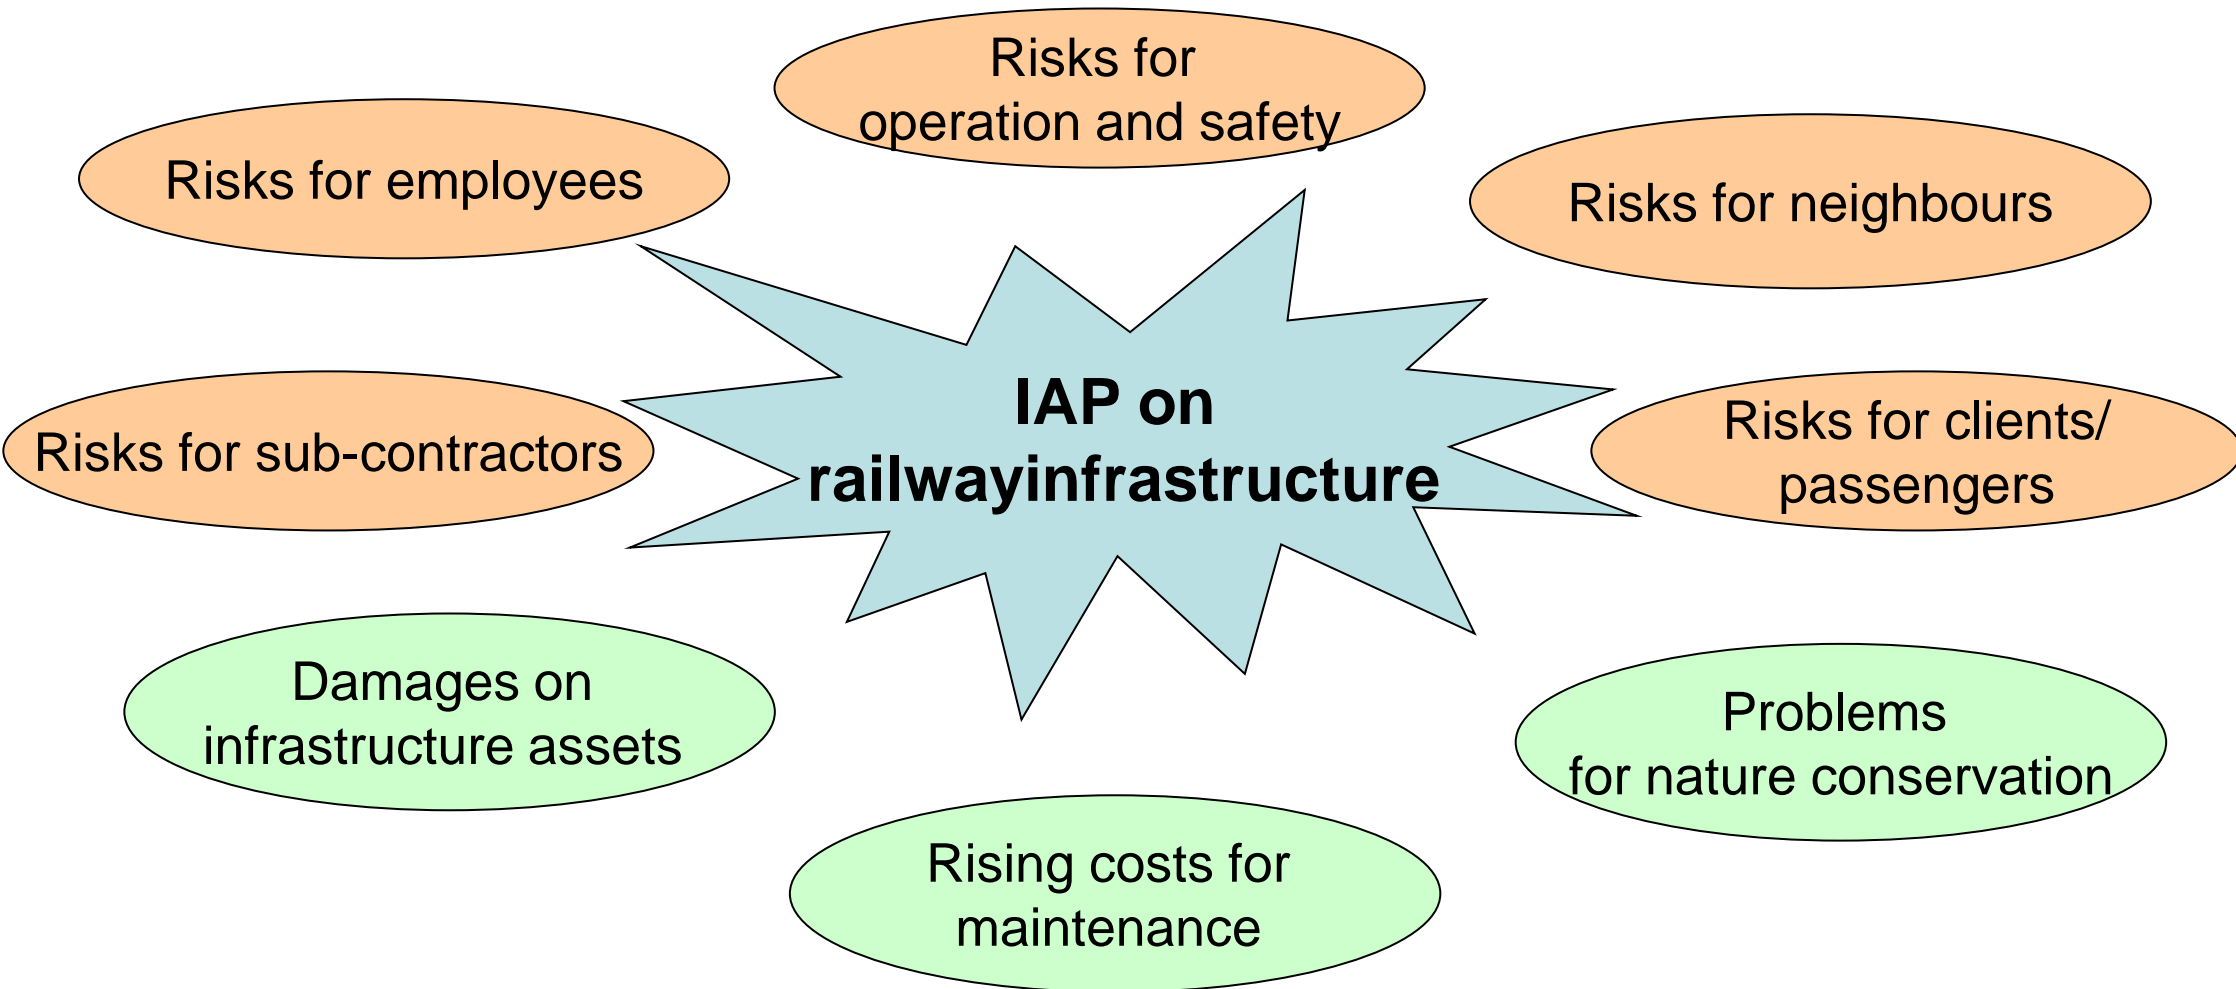 Risks for
operation and safety
Risks for employees
Risks for neighbours
IAP on
railwayinfrastructure
Risks for sub-contractors
Risks for clients/
passengers
Damages on
infrastructure assets
Problems
for nature conservation
Rising costs for
maintenance